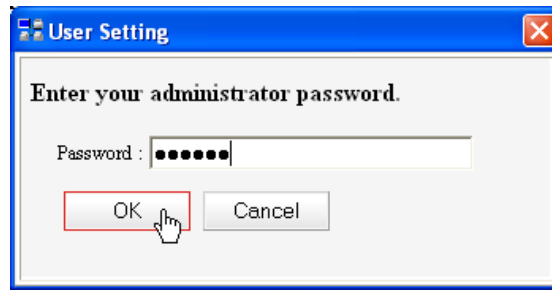 User Setting
Enter your administrator password.
Password : ●●●●●●
OK Cancel